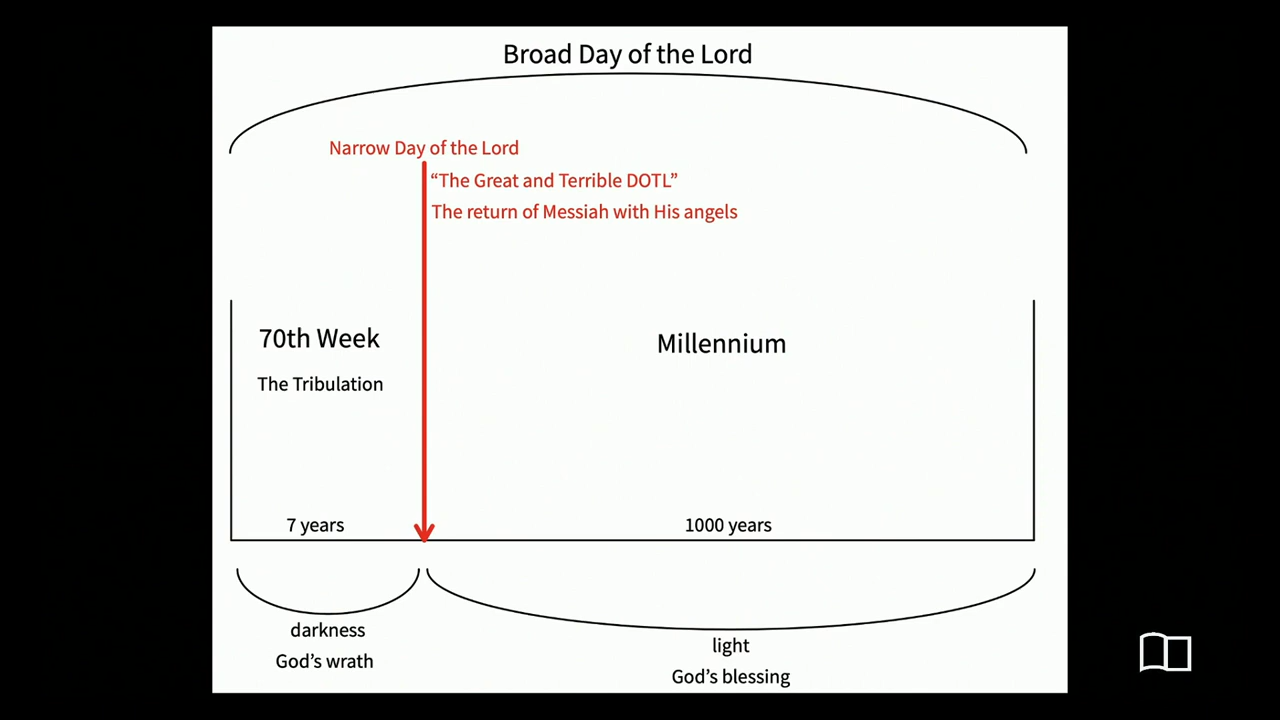 Broad Day of the Lord
Narrow Day of the Lord
“The Great and Terrible DOTL”
The return of Messiah with His angels
70th Week
The Tribulation
Millennium
7 years
1000 years
darkness
God’s wrath
light
God’s blessing